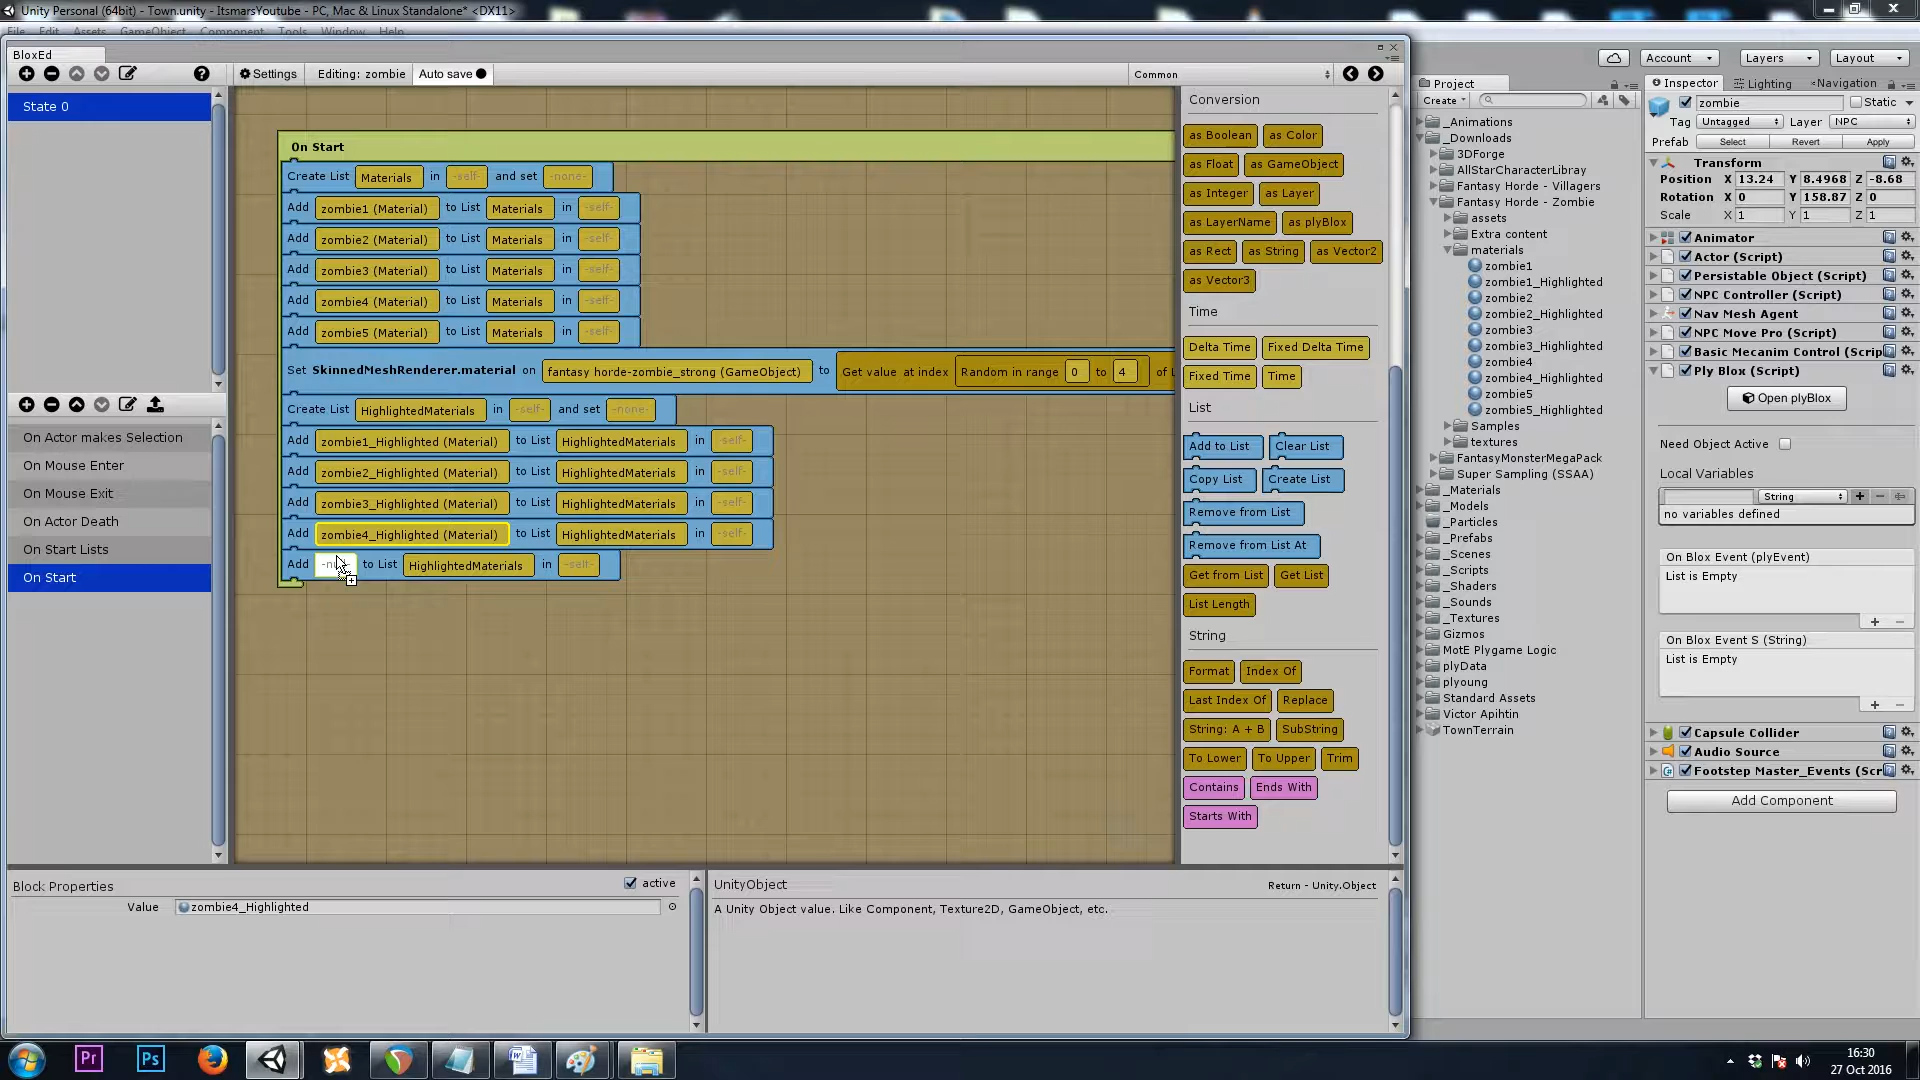 Unity Personal (64bit) - Town.unity - ItsmarsYoutube - PC, Mac & Linux Standalone* <DX11>
File Edit Assets GameObject Component Tools Window Help
BloxEd
Settings Editing: zombie Auto save Common
State 0
On Actor makes Selection
On Mouse Enter
On Mouse Exit
On Actor Death
On Start Lists
On Start
On Start
Create List Materials in -self- and set -none-
Add zombie1 (Material) to List Materials in -self-
Add zombie2 (Material) to List Materials in -self-
Add zombie3 (Material) to List Materials in -self-
Add zombie4 (Material) to List Materials in -self-
Add zombie5 (Material) to List Materials in -self-
Set SkinnedMeshRenderer.material on fantasy horde-zombie_strong (GameObject) to Get value at index Random in range 0 to 4 of L
Create List HighlightedMaterials in -self- and set -none-
Add zombie1_Highlighted (Material) to List HighlightedMaterials in -self-
Add zombie2_Highlighted (Material) to List HighlightedMaterials in -self-
Add zombie3_Highlighted (Material) to List HighlightedMaterials in -self-
Add zombie4_Highlighted (Material) to List HighlightedMaterials in -self-
Add to List HighlightedMaterials in -self-
Conversion
as Boolean as Color
as Float as GameObject
as Integer as Layer
as LayerName as plyBlox
as Rect as String as Vector2
as Vector3
Time
Delta Time Fixed Delta Time
Fixed Time Time
List
Add to List Clear List
Copy List Create List
Remove from List
Remove from List At
Get from List Get List
List Length
String
Format Index Of
Last Index Of Replace
String: A + B SubString
To Lower To Upper Trim
Contains Ends With
Starts With
Block Properties active
Value zombie4_Highlighted
UnityObject Return - Unity.Object
A Unity Object value. Like Component, Texture2D, GameObject, etc.
Account Layers Layout
Project
Create
_Animations
_Downloads
3DForge
AllStarCharacterLibray
Fantasy Horde - Villagers
Fantasy Horde - Zombie
assets
Extra content
materials
zombie1
zombie1_Highlighted
zombie2
zombie2_Highlighted
zombie3
zombie3_Highlighted
zombie4
zombie4_Highlighted
zombie5
zombie5_Highlighted
Samples
textures
FantasyMonsterMegaPack
Super Sampling (SSAA)
_Materials
_Models
_Particles
_Prefabs
_Scenes
_Scripts
_Shaders
_Sounds
_Textures
Gizmos
MotE Plygame Logic
plyData
plyoung
Standard Assets
Victor Apihtin
TownTerrain
Inspector Lighting Navigation
zombie Static
Tag Untagged Layer NPC
Prefab Select Revert Apply
Transform
Position X 13.24 Y 8.4968 Z -8.68
Rotation X 0 Y 158.87 Z 0
Scale X 1 Y 1 Z 1
Animator
Actor (Script)
Persistable Object (Script)
NPC Controller (Script)
Nav Mesh Agent
NPC Move Pro (Script)
Basic Mecanim Control (Scrip
Ply Blox (Script)
Open plyBlox
Need Object Active
Local Variables
String
no variables defined
On Blox Event (plyEvent)
List is Empty
On Blox Event S (String)
List is Empty
Capsule Collider
Audio Source
Footstep Master_Events (Scr
Add Component
Pr Ps
16:30
27 Oct 2016